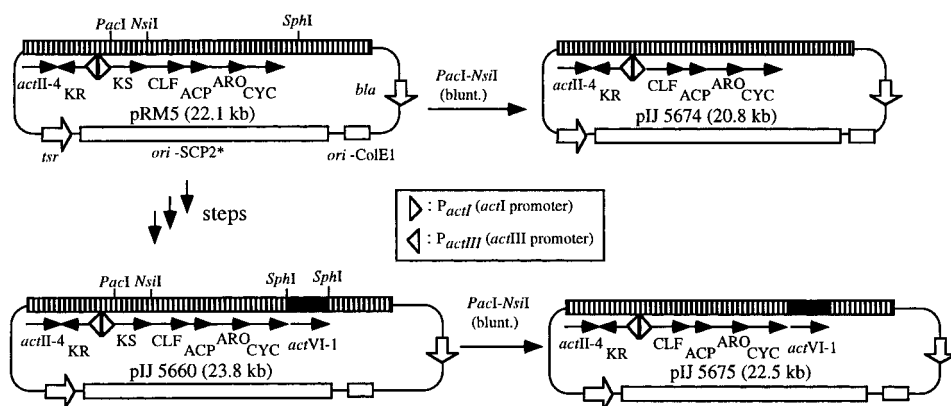 PacI NsiI SphI
actII-4 KR KS CLF ACP ARO CYC bla
pRM5 (22.1 kb)
tsr ori -SCP2* ori -ColE1
PacI-NsiI
(blunt.)
actII-4 KR CLF ACP ARO CYC
pIJ 5674 (20.8 kb)
steps
: PactI (actI promoter)
: PactIII (actIII promoter)
PacI NsiI SphI SphI
actII-4 KR KS CLF ACP ARO CYC actVI-1
pIJ 5660 (23.8 kb)
PacI-NsiI
(blunt.)
actII-4 KR CLF ACP ARO CYC actVI-1
pIJ 5675 (22.5 kb)